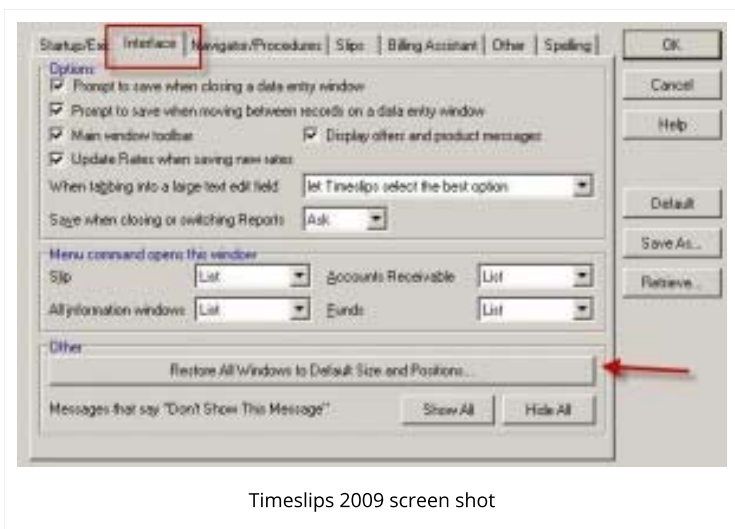 Startup/Exit Interface Navigator/Procedures Slips Billing Assistant Other Spelling OK
Options
Prompt to save when closing a data entry window Cancel
Prompt to save when moving between records on a data entry window
Main window toolbar Display offers and product messages Help
Update Rates when saving new rates
When tabbing into a large text edit field let Timeslips select the best option
Default
Save when closing or switching Reports Ask
Save As...
Menu command opens this window
Slip List Accounts Receivable List Retrieve...
All information windows List Funds List
Other
Restore All Windows to Default Size and Positions...
Messages that say "Don't Show This Message" Show All Hide All
Timeslips 2009 screen shot